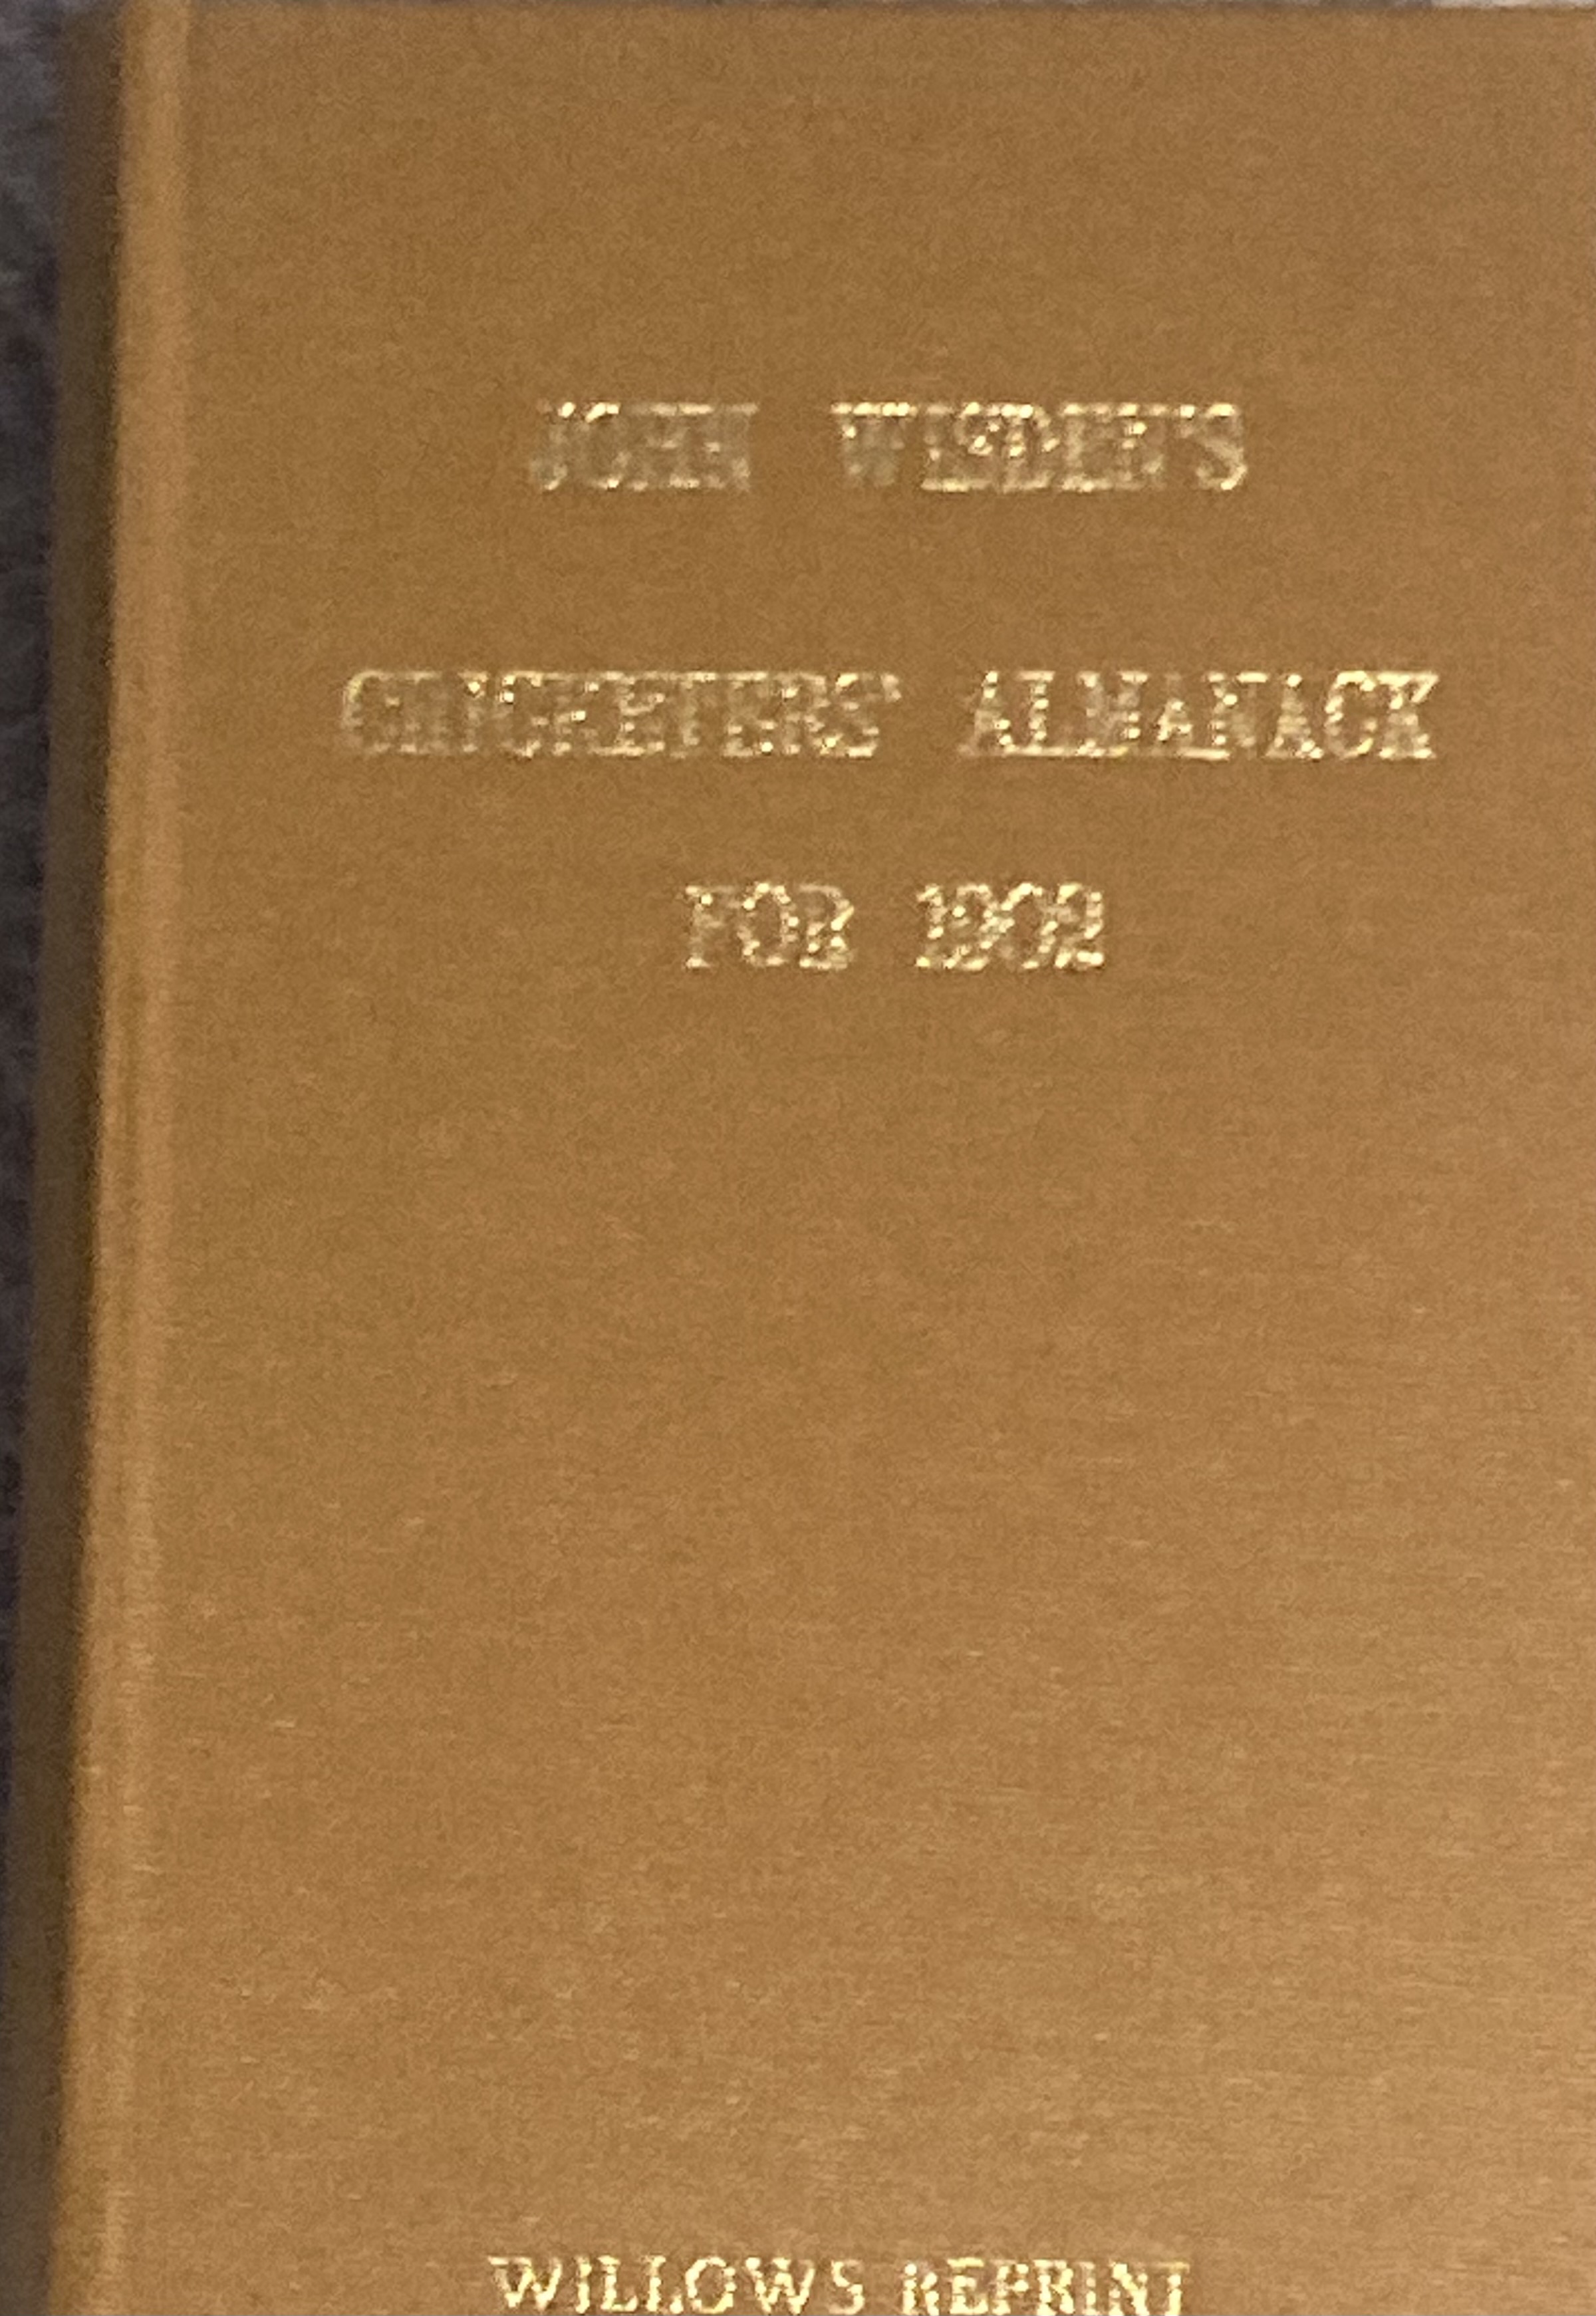 JOHN WISDEN'S
CRICKETERS' ALMANACK
FOR 1902
WILLOWS REPRINT